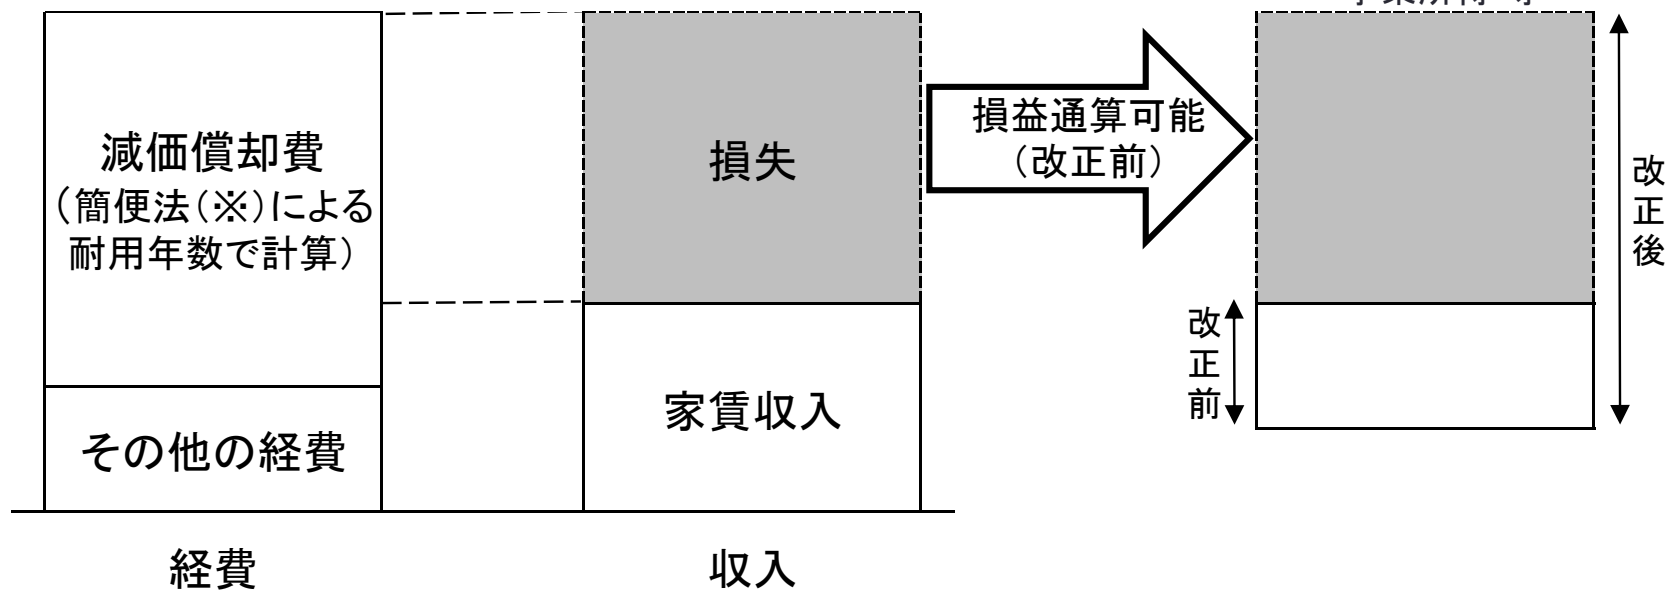 減価償却費
（簡便法（※）による
耐用年数で計算）
その他の経費
損失
家賃収入
損益通算可能
（改正前）
改正前
改正後
経費
収入